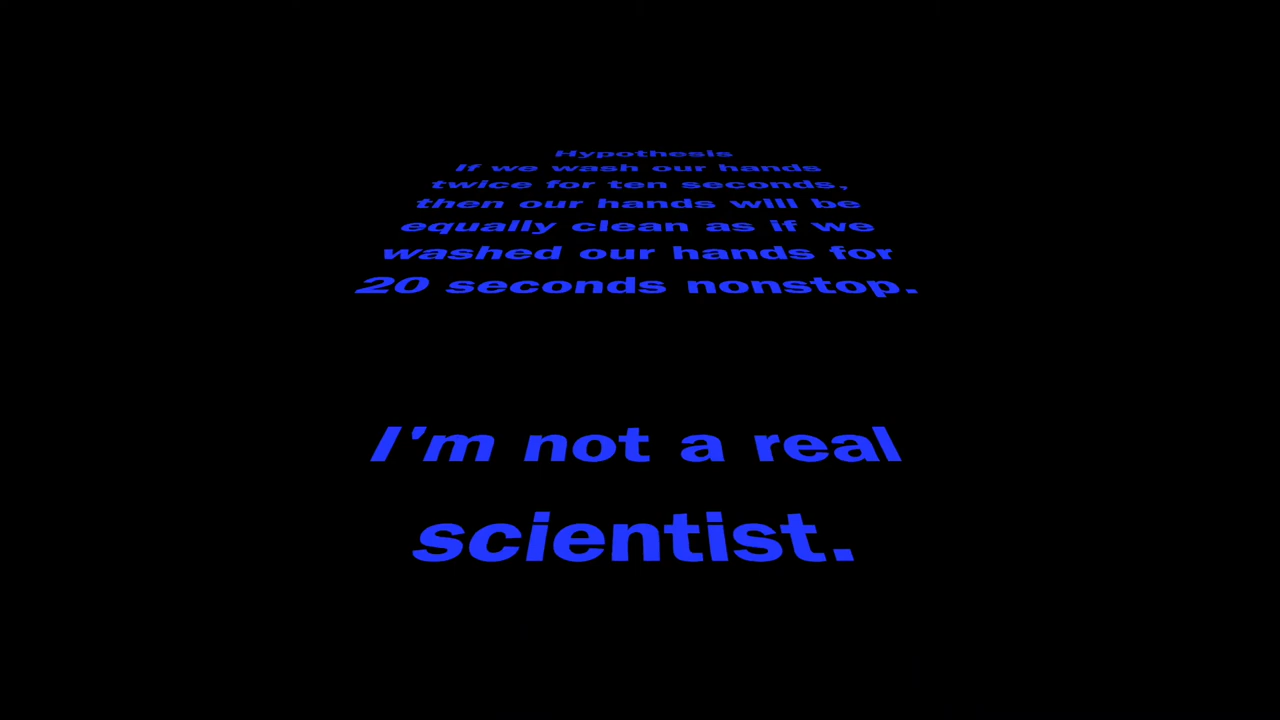 Hypothesis
If we wash our hands
twice for ten seconds,
then our hands will be
equally clean as if we
washed our hands for
20 seconds nonstop.
I'm not a real
scientist.